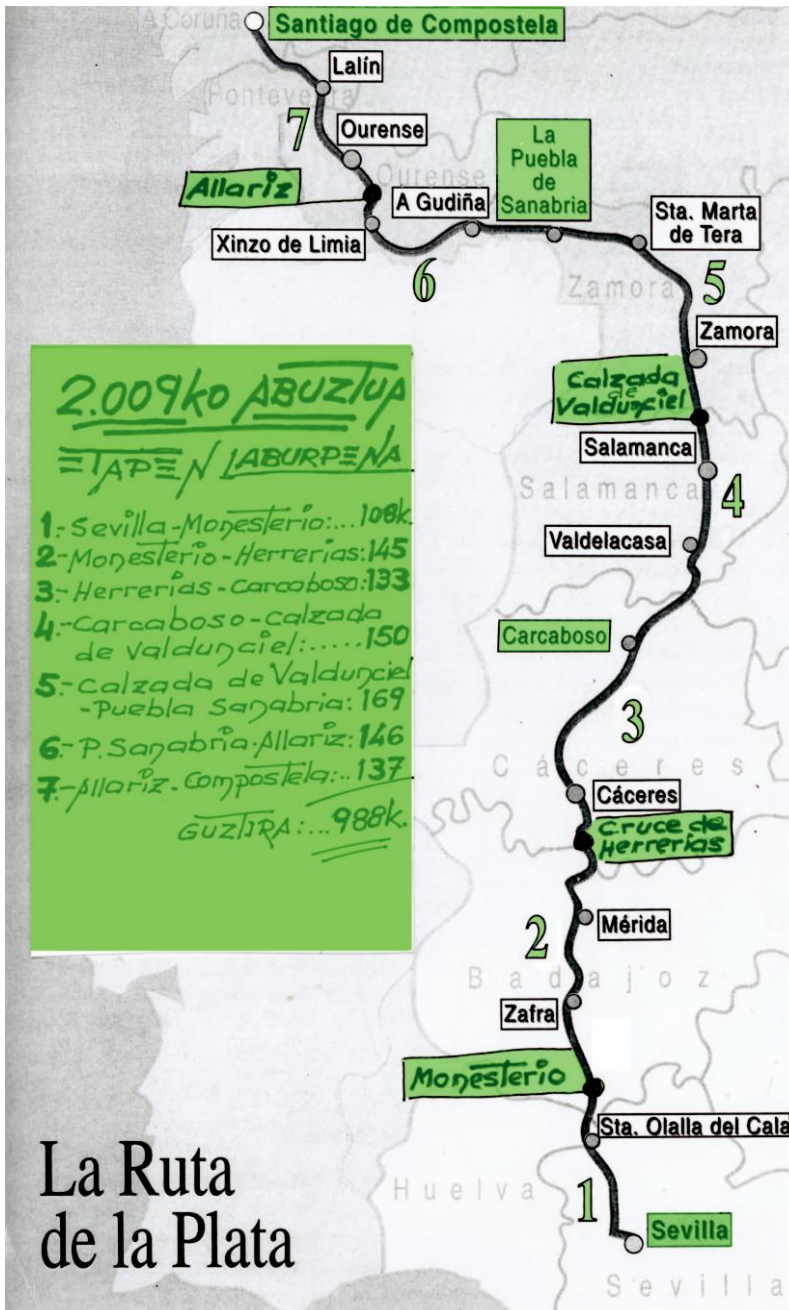 A Coruña
Santiago de Compostela
Lalín
Pontevedra
7
Ourense
Ourense
Allariz
A Gudiña
La
Puebla
de
Sanabria
Sta. Marta
de Tera
Xinzo de Limia
6
5
Zamora
Zamora
Calzada
de
Valdunciel
Salamanca
Salamanca
4
Valdelacasa
Carcaboso
3
Cáceres
Cáceres
Cruce de
Herrerías
2
Mérida
Badajoz
Zafra
Monesterio
Sta. Olalla del Cala
Huelva
1
Sevilla
Sevilla
2.009ko ABUZTUA
ETAPEN LABURPENA
1.- Sevilla-Monesterio:...108k.
2-Monesterio-Herrerías:145
3.-Herrerías-Carcaboso:133
4.-Carcaboso-Calzada
de Valdunciel:.....150
5.-Calzada de Valdunciel
-Puebla Sanabria:169
6.-P.Sanabria-Allariz:146
7.-Allariz-Compostela:..137
GUZTIRA:...988k.
La Ruta
de la Plata